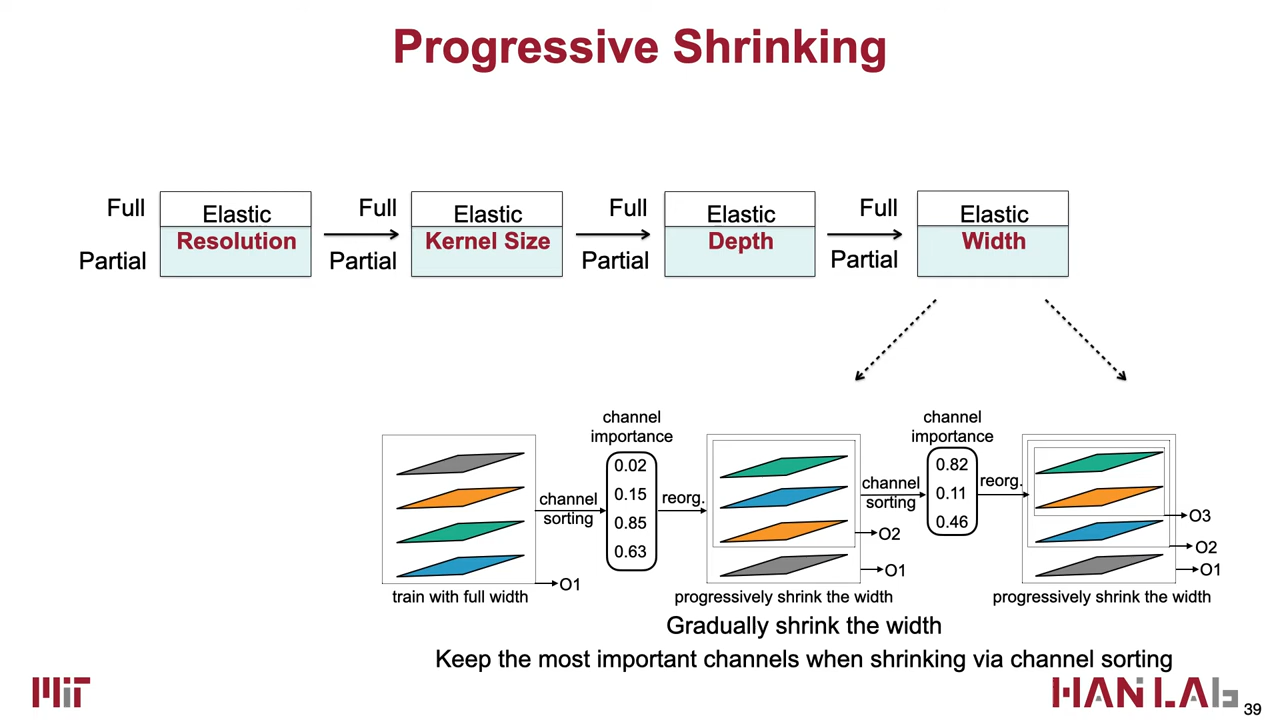 Progressive Shrinking
Full
Partial
Elastic
Resolution
Full
Partial
Elastic
Kernel Size
Full
Partial
Elastic
Depth
Full
Partial
Elastic
Width
train with full width
O1
channel
sorting
channel
importance
0.02
0.15
0.85
0.63
reorg.
O2
O1
progressively shrink the width
channel
sorting
channel
importance
0.82
0.11
0.46
reorg.
O3
O2
O1
progressively shrink the width
Gradually shrink the width
Keep the most important channels when shrinking via channel sorting
MIT
HAN LAB
39